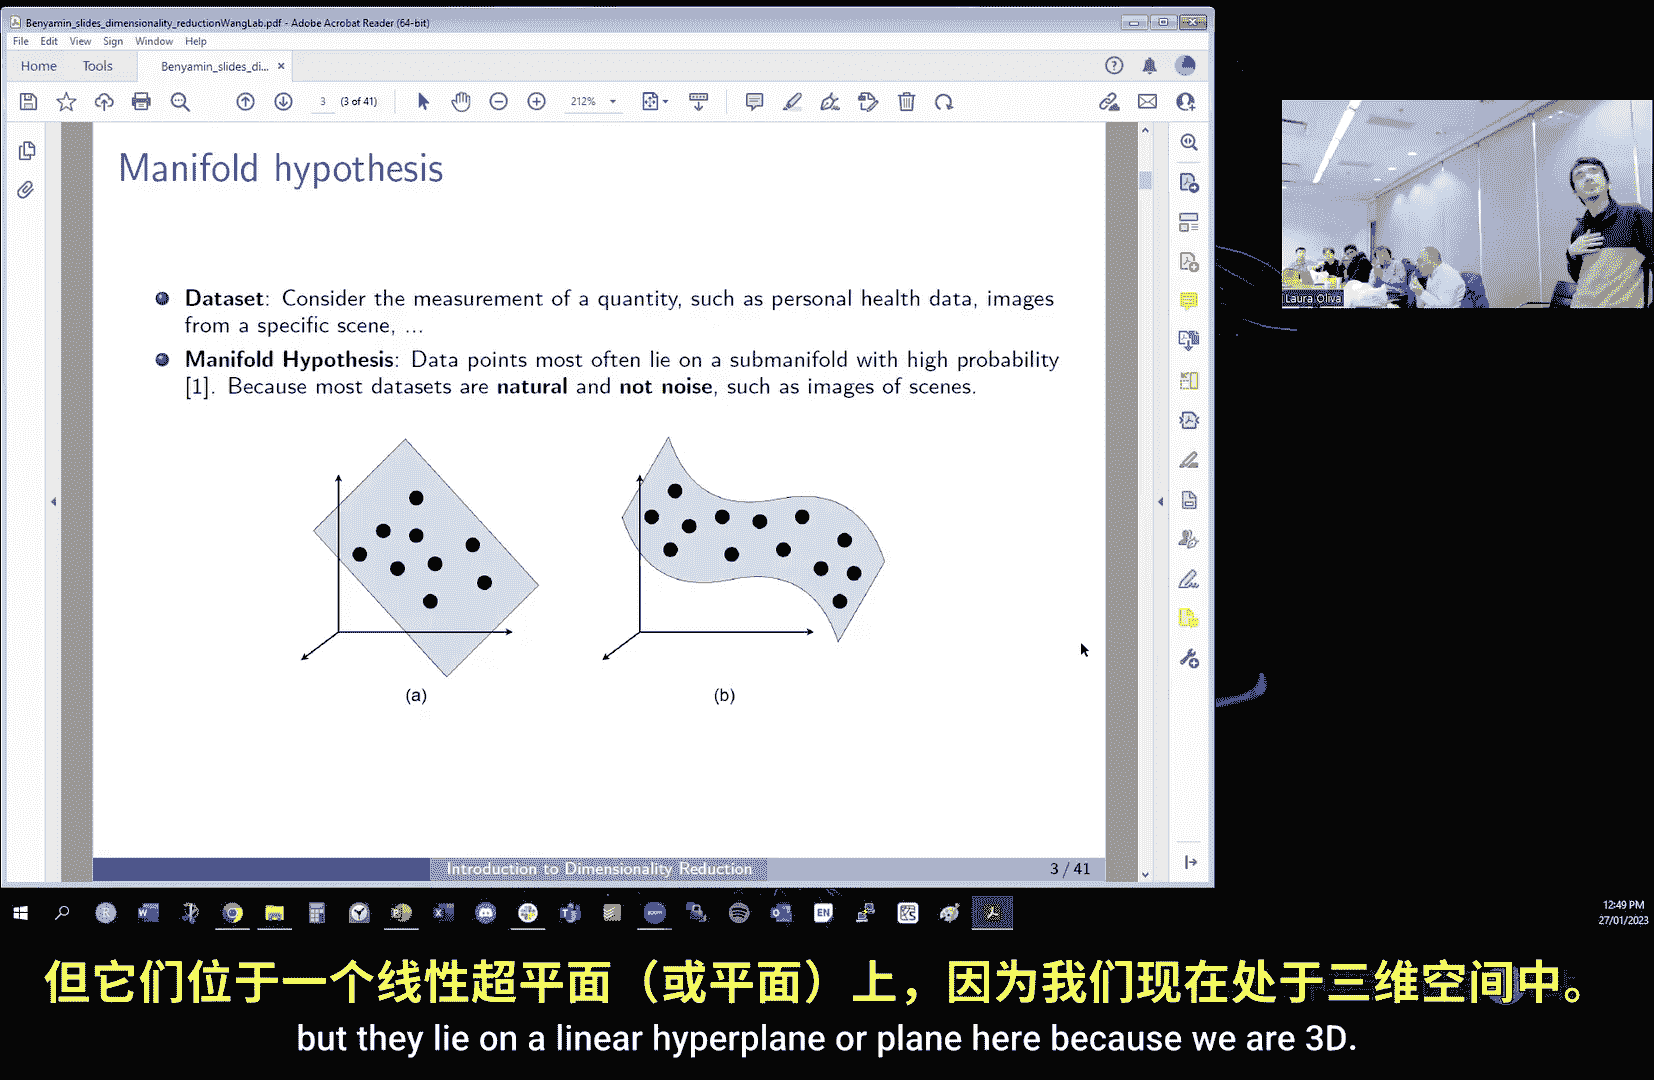 Benyamin_slides_dimensionality_reductionWangLab.pdf - Adobe Acrobat Reader (64-bit)
File Edit View Sign Window Help
Home Tools Benyamin_slides_di... ×
3 (3 of 41) 212%
Manifold hypothesis
Dataset: Consider the measurement of a quantity, such as personal health data, images
from a specific scene, ...
Manifold Hypothesis: Data points most often lie on a submanifold with high probability
[1]. Because most datasets are natural and not noise, such as images of scenes.
(a) (b)
Introduction to Dimensionality Reduction 3 / 41
Laura Oliva
EN
12:49 PM
27/01/2023
但它们位于一个线性超平面（或平面）上，因为我们现在处于三维空间中。
but they lie on a linear hyperplane or plane here because we are 3D.